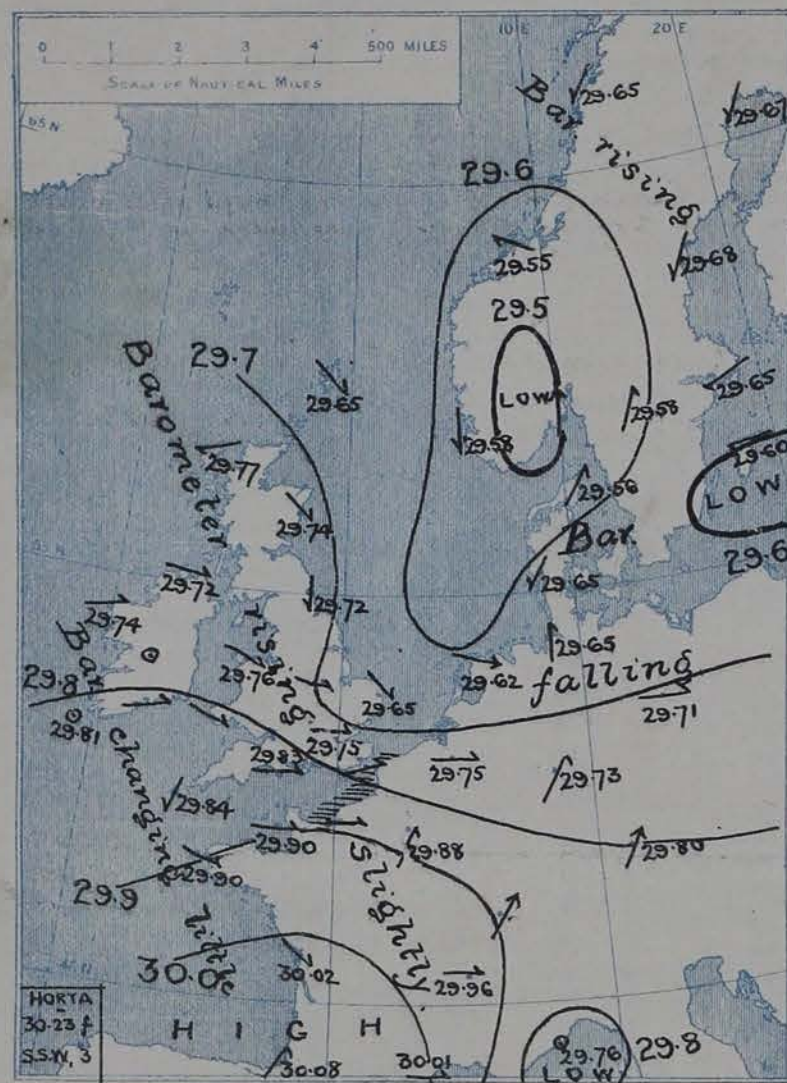 0 1 2 3 4 500 MILES
SCALE OF NAUTICAL MILES
10 E
20 E
65 N
29.65
29.67
Bar. rising
29.6
29.68
29.55
29.5
29.7
LOW
29.65
29.65
29.58
29.58
Barometer
rising
29.60
LOW
29.6
29.77
29.74
29.56
Bar.
falling
slightly
29.72
29.72
29.65
29.74
29.65
29.76
29.62
29.65
29.71
29.8
Bar
changing
little
29.81
29.75
29.83
29.75
29.73
29.84
29.90
29.88
29.80
29.90
29.9
30.0
30.02
29.96
HORTA
30.23 f
S.S.W, 3
HIGH
30.08
30.01
29.76
LOW
29.8